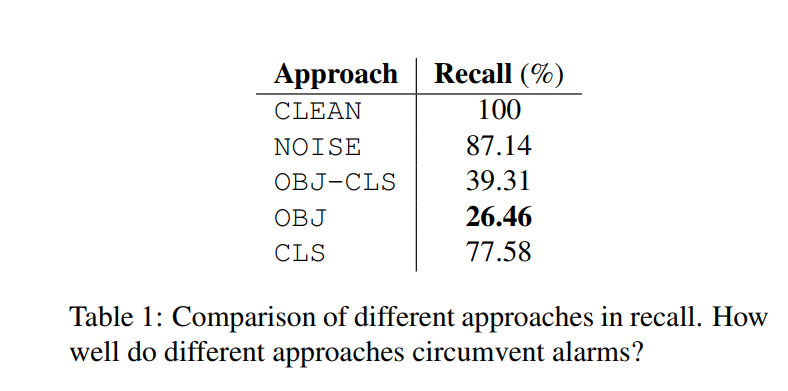 Approach Recall (%)
CLEAN 100
NOISE 87.14
OBJ-CLS 39.31
OBJ 26.46
CLS 77.58
Table 1: Comparison of different approaches in recall. How
well do different approaches circumvent alarms?